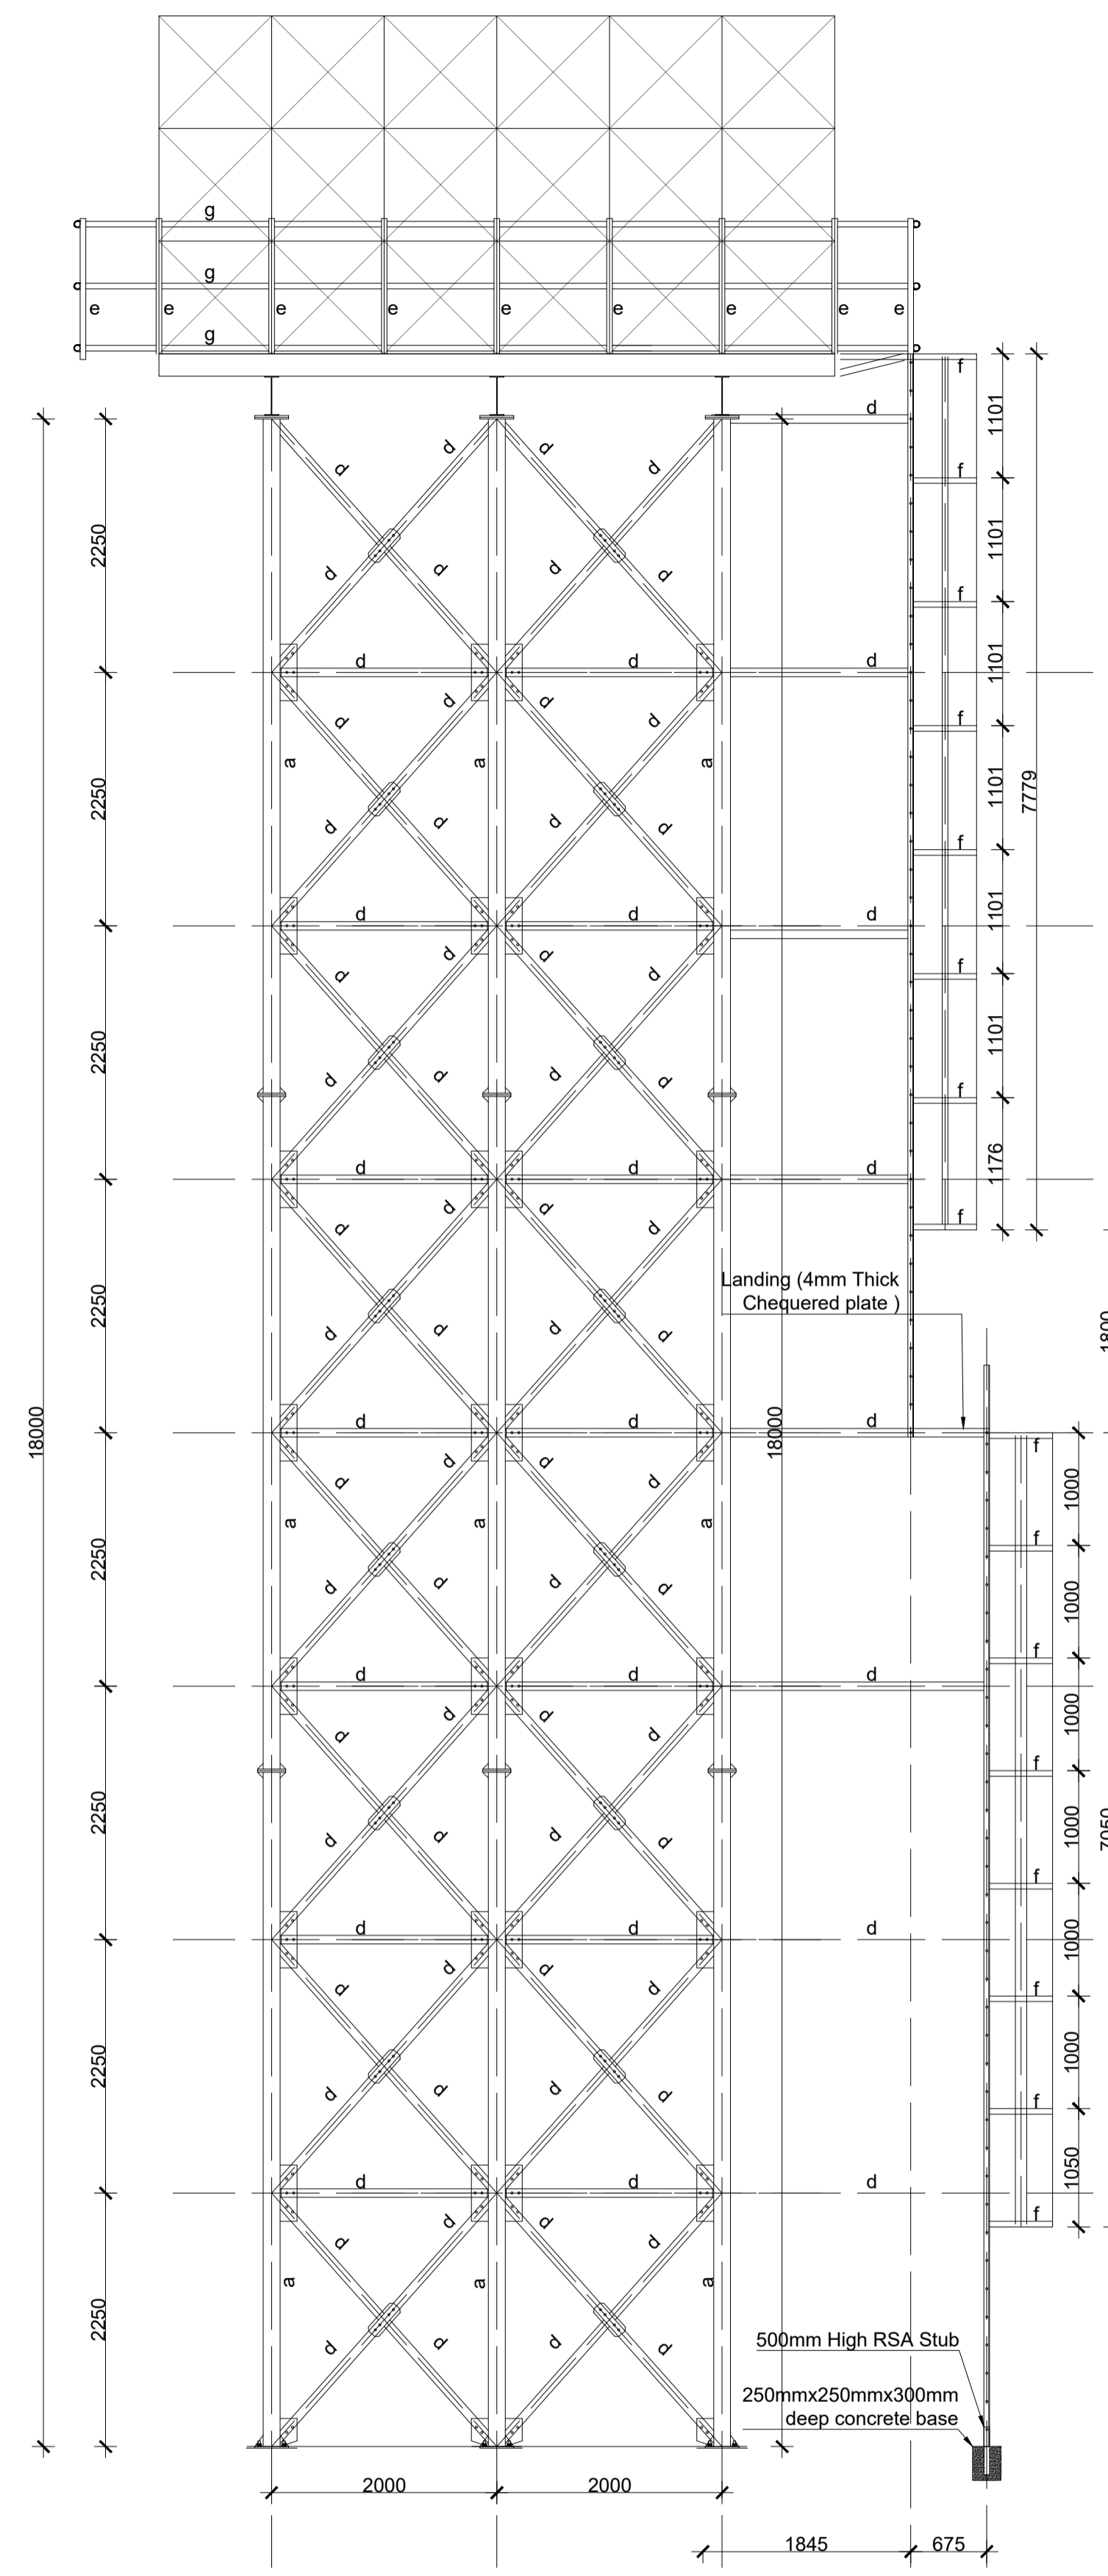 g
g
e e e e e e e e e
g
f
1101
d
d d d d
f
1101
2250
d d d d
f
d d d
1101
d d d d
f
a a a
1101
7779
2250
d d d d
f
d d d
1101
d d d d
f
1101
2250
d d d d
f
d d d
1176
d d d d
f
Landing (4mm Thick
Chequered plate )
2250
1800
d d d d
18000
18000
d d d
f
d d d d
1000
a a a
f
2250
1000
d d d d
f
d d d
1000
d d d d
f
2250
1000
7050
d d d d
f
d d d
1000
d d d d
f
2250
1000
d d d d
f
d d d
1050
d d d d
f
a a a
2250
d d d d
500mm High RSA Stub
250mmx250mmx300mm
deep concrete base
2000 2000
1845 675